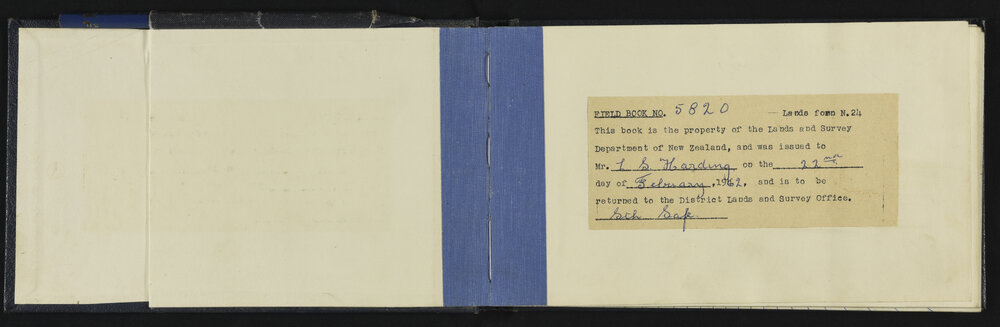 FIELD BOOK NO. 5820 — Lands form N.24
This book is the property of the Lands and Survey
Department of New Zealand, and was issued to
Mr. L S. Harding on the 22nd
day of February, 1962, and is to be
returned to the District Lands and Survey Office.